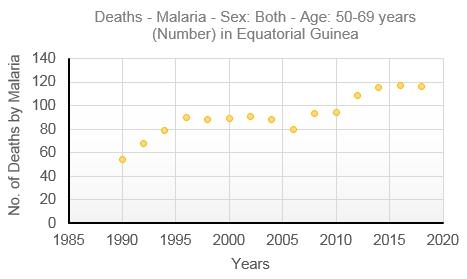 Deaths - Malaria - Sex: Both - Age: 50-69 years
(Number) in Equatorial Guinea
No. of Deaths by Malaria
140
120
100
80
60
40
20
0
1985 1990 1995 2000 2005 2010 2015 2020
Years